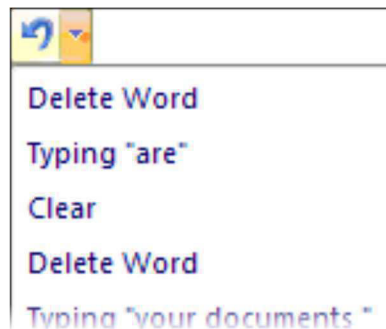 Delete Word
Typing "are"
Clear
Delete Word
Typing "your documents "